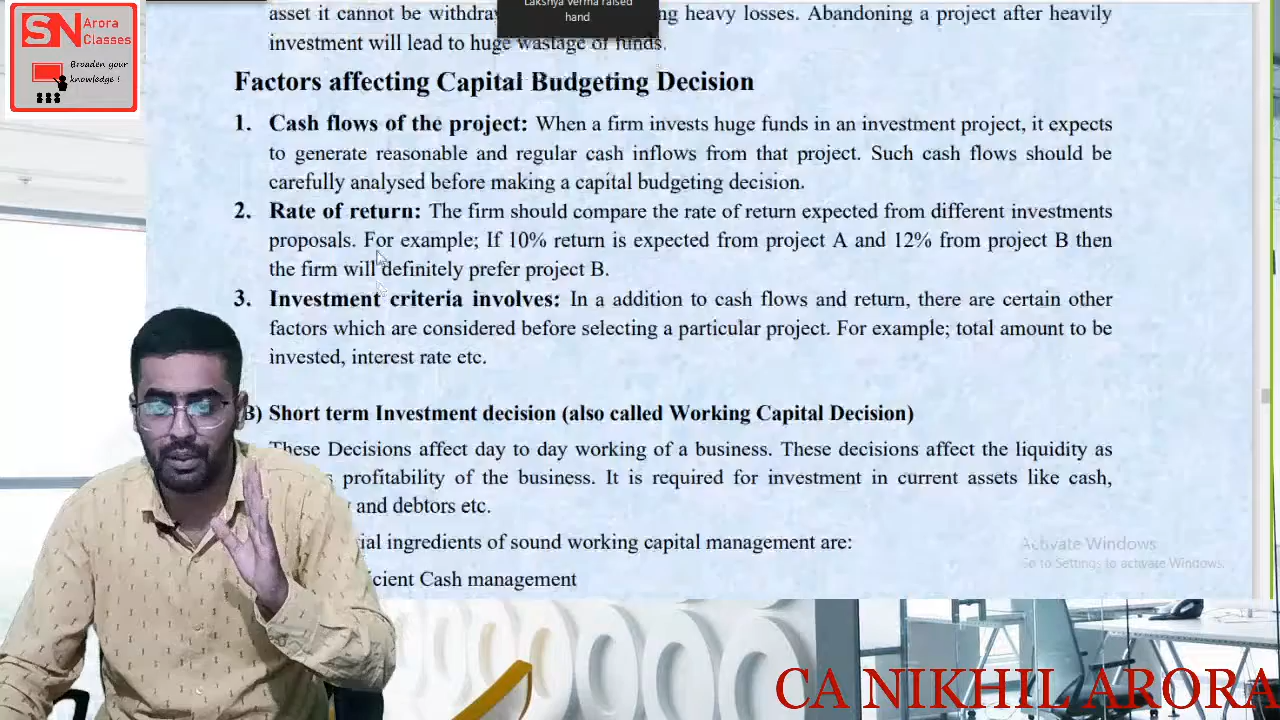 SN Arora
Classes
Broaden your
knowledge !
Lakshya Verma raised
hand
asset it cannot be withdra ng heavy losses. Abandoning a project after heavily
investment will lead to huge wastage of funds.
Factors affecting Capital Budgeting Decision
1. Cash flows of the project: When a firm invests huge funds in an investment project, it expects
to generate reasonable and regular cash inflows from that project. Such cash flows should be
carefully analysed before making a capital budgeting decision.
2. Rate of return: The firm should compare the rate of return expected from different investments
proposals. For example; If 10% return is expected from project A and 12% from project B then
the firm will definitely prefer project B.
3. Investment criteria involves: In a addition to cash flows and return, there are certain other
factors which are considered before selecting a particular project. For example; total amount to be
invested, interest rate etc.
B) Short term Investment decision (also called Working Capital Decision)
These Decisions affect day to day working of a business. These decisions affect the liquidity as
profitability of the business. It is required for investment in current assets like cash,
and debtors etc.
ial ingredients of sound working capital management are:
icient Cash management
Activate Windows
Go to Settings to activate Windows.
CA NIKHIL ARORA